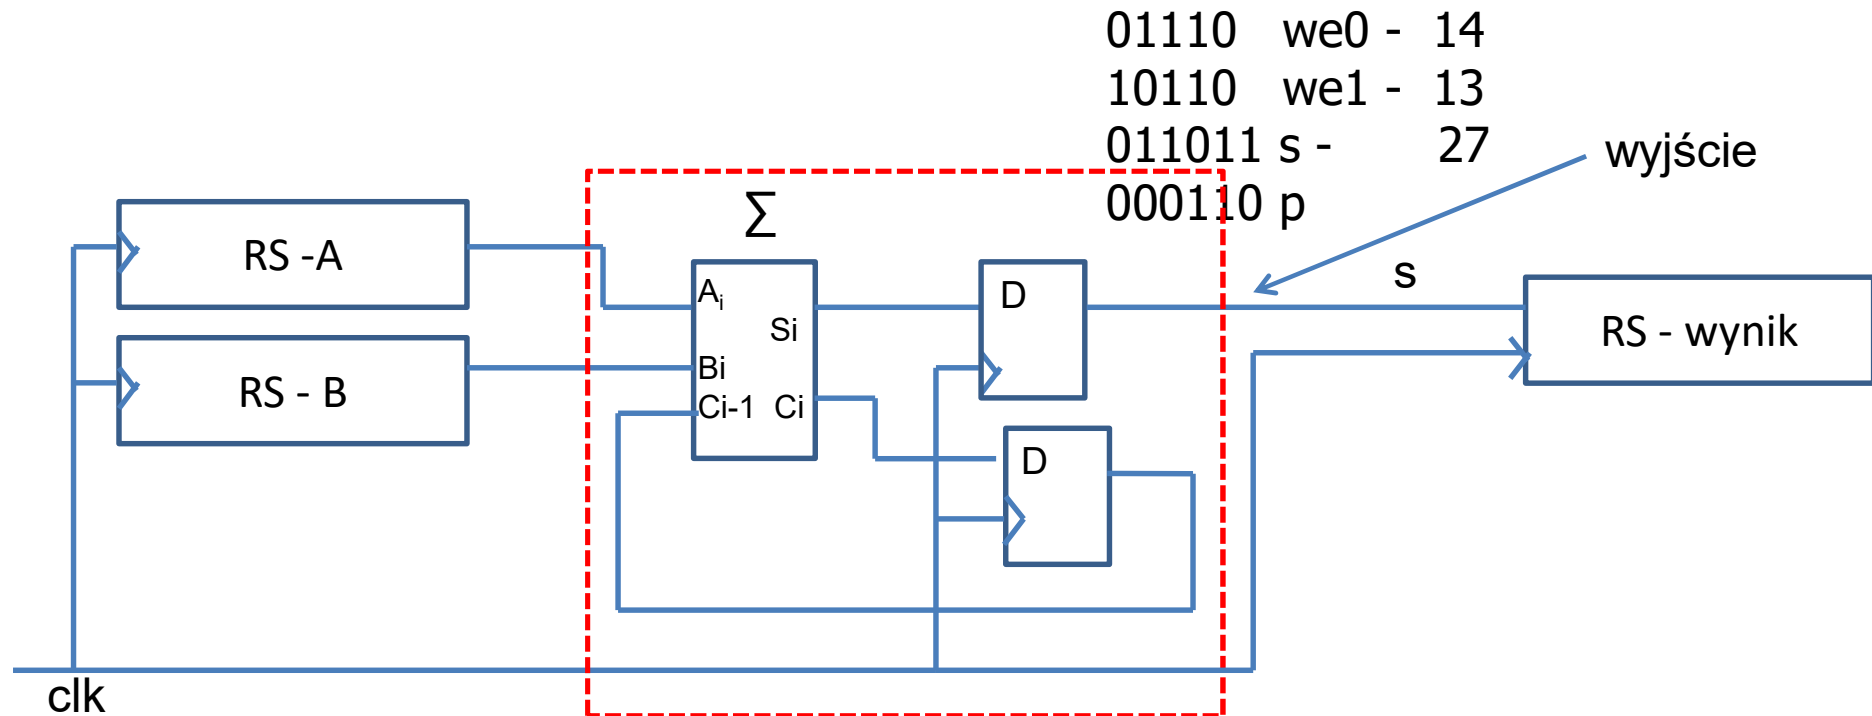 01110 we0 - 14
10110 we1 - 13
011011 s - 27
000110 p
wyjście
∑
RS -A
Ai
D
s
Si
RS - wynik
RS - B
Bi
Ci-1 Ci
D
clk